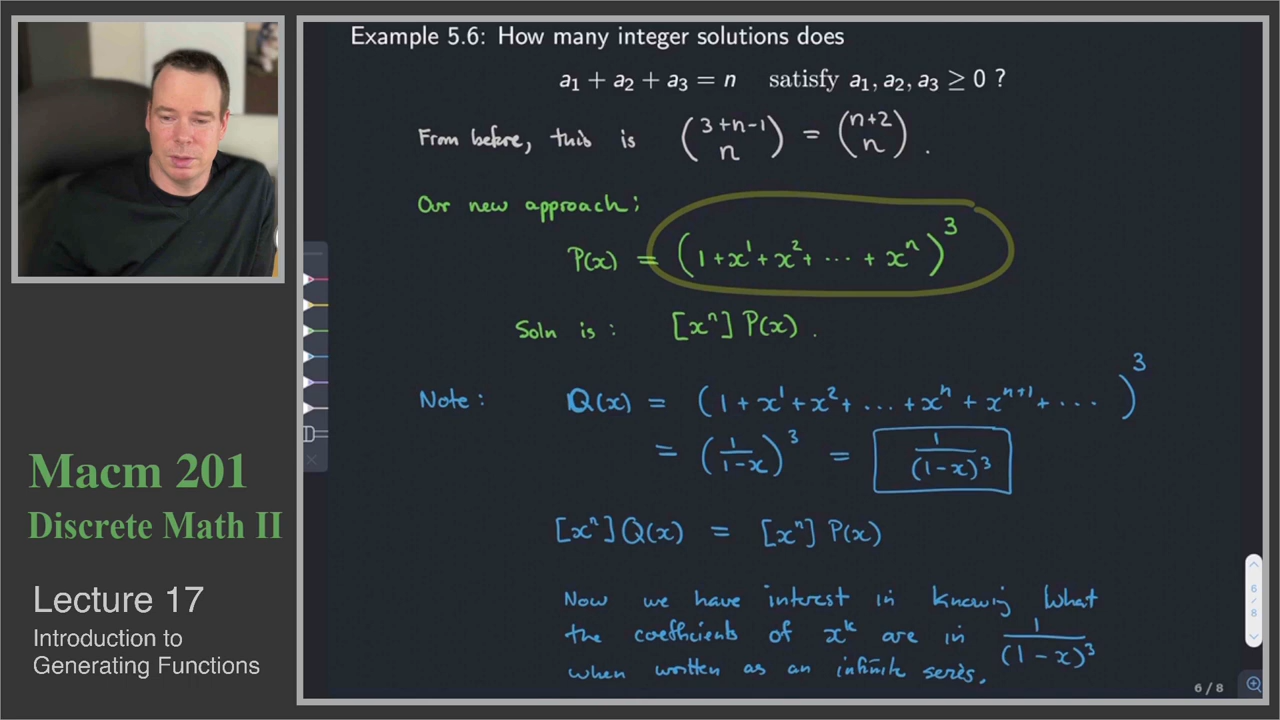 Example 5.6: How many integer solutions does
a₁ + a₂ + a₃ = n satisfy a₁, a₂, a₃ ≥ 0 ?
From before, this is (3+n-1 n) = (n+2 n) .
Our new approach:
P(x) = (1 + x¹ + x² + ... + xⁿ)³
Soln is : [xⁿ] P(x) .
Note : Q(x) = (1 + x¹ + x² + ... + xⁿ + xⁿ⁺¹ + ... )³
= (1/1-x)³ = 1/(1-x)³
[xⁿ] Q(x) = [xⁿ] P(x)
Now we have interest in knowing what
the coefficients of xᵏ are in 1/(1-x)³
when written as an infinite series.
6
/
8
6 / 8
Macm 201
Discrete Math II
Lecture 17
Introduction to
Generating Functions